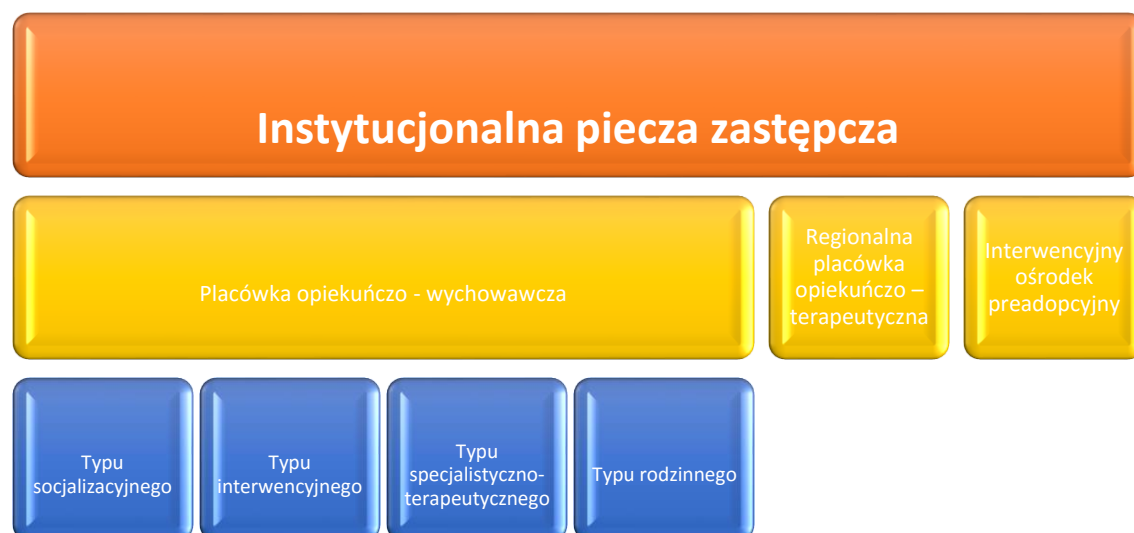 Instytucjonalna piecza zastępcza
Placówka opiekuńczo - wychowawcza
Regionalna
placówka
opiekuńczo –
terapeutyczna
Interwencyjny
ośrodek
preadopcyjny
Typu
socjalizacyjnego
Typu
interwencyjnego
Typu
specjalistyczno-
terapeutycznego
Typu rodzinnego